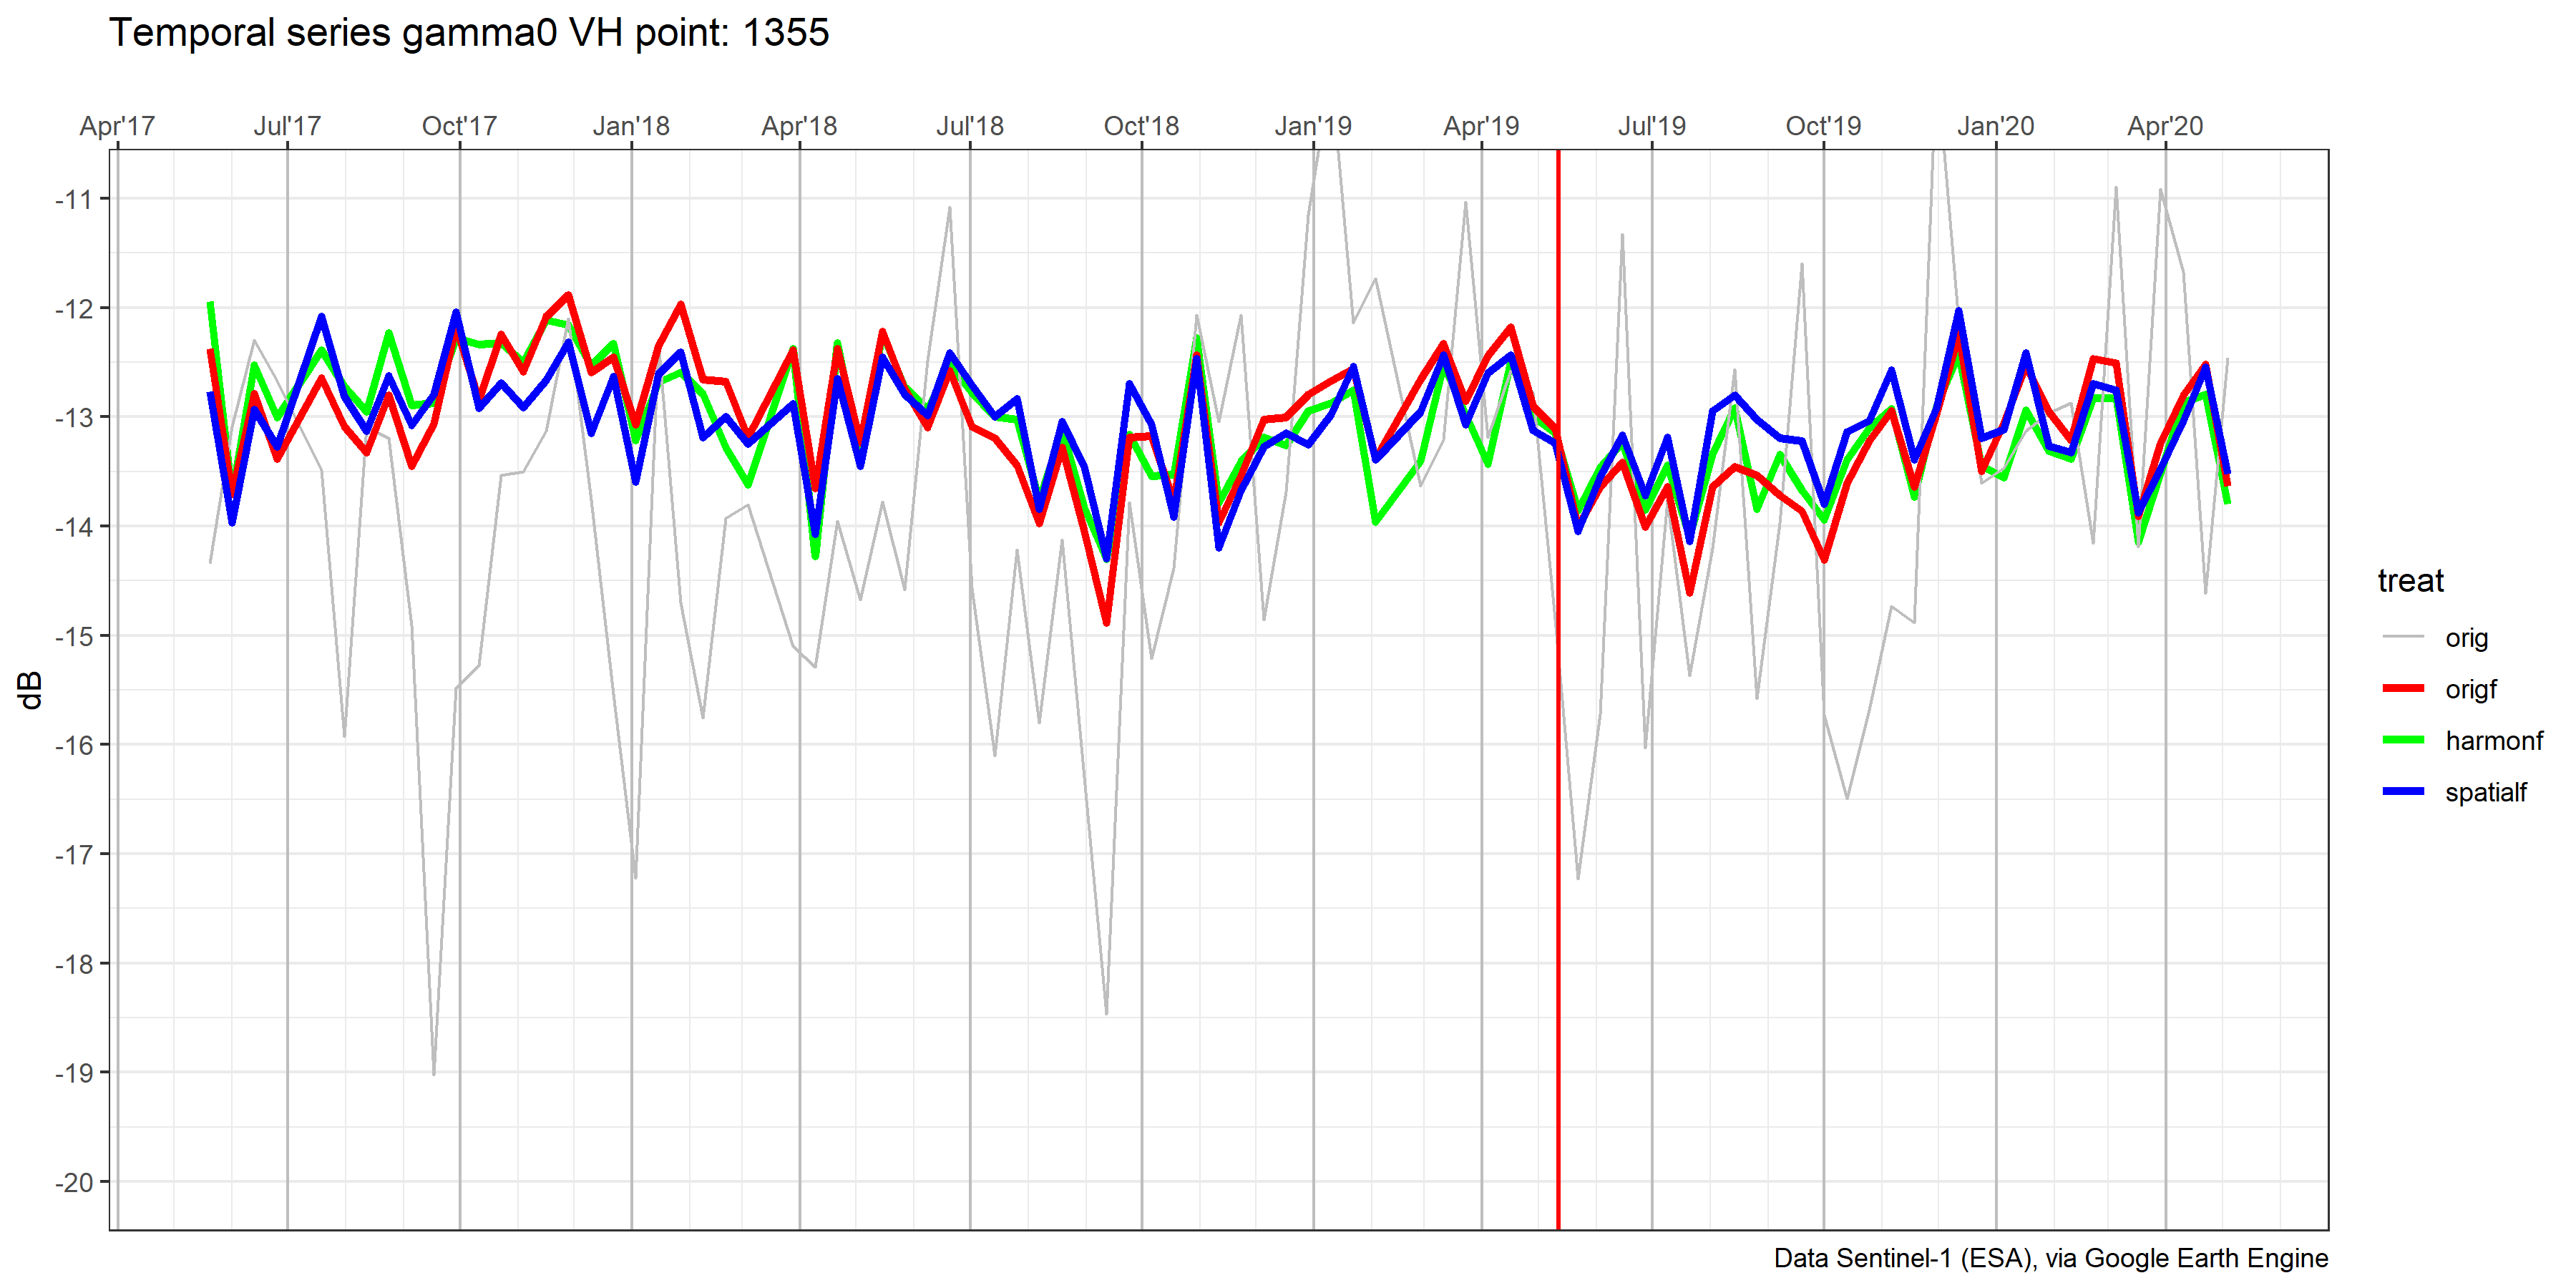 Temporal series gamma0 VH point: 1355
Apr'17 Jul'17 Oct'17 Jan'18 Apr'18 Jul'18 Oct'18 Jan'19 Apr'19 Jul'19 Oct'19 Jan'20 Apr'20
-11
-12
-13
-14
-15
-16
-17
-18
-19
-20
dB
treat
orig
origf
harmonf
spatialf
Data Sentinel-1 (ESA), via Google Earth Engine